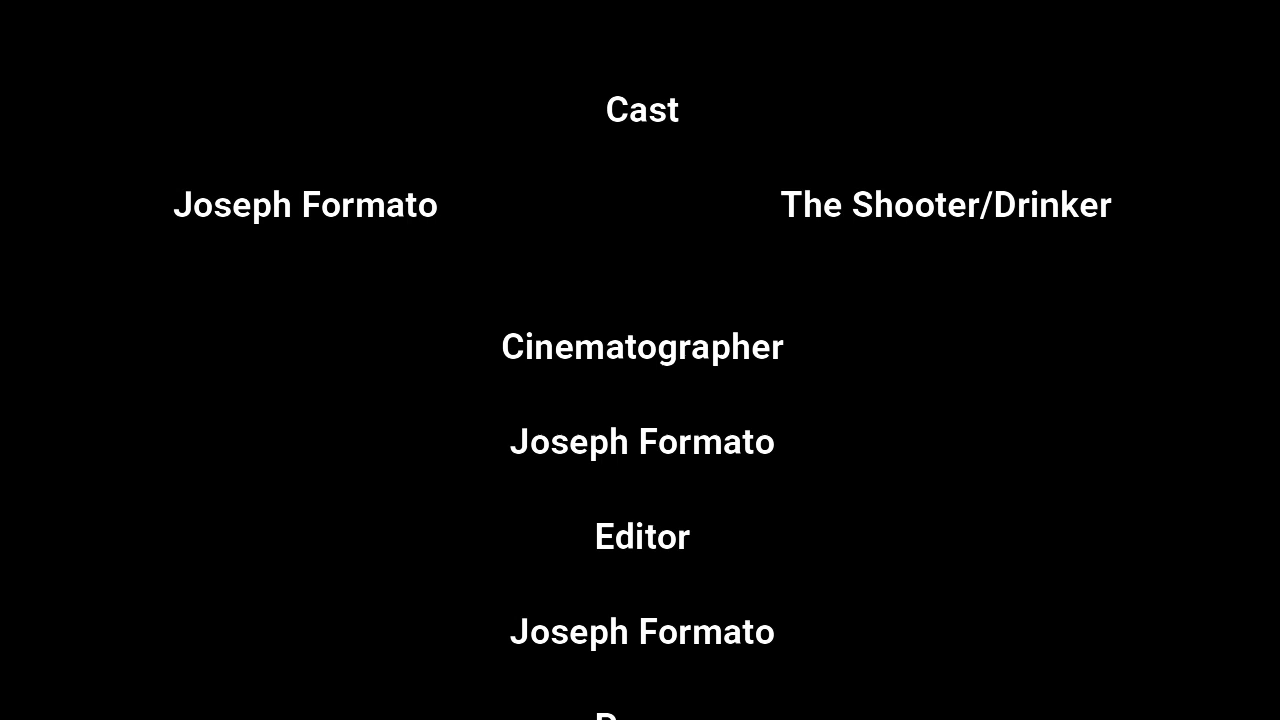 Cast
Joseph Formato The Shooter/Drinker
Cinematographer
Joseph Formato
Editor
Joseph Formato